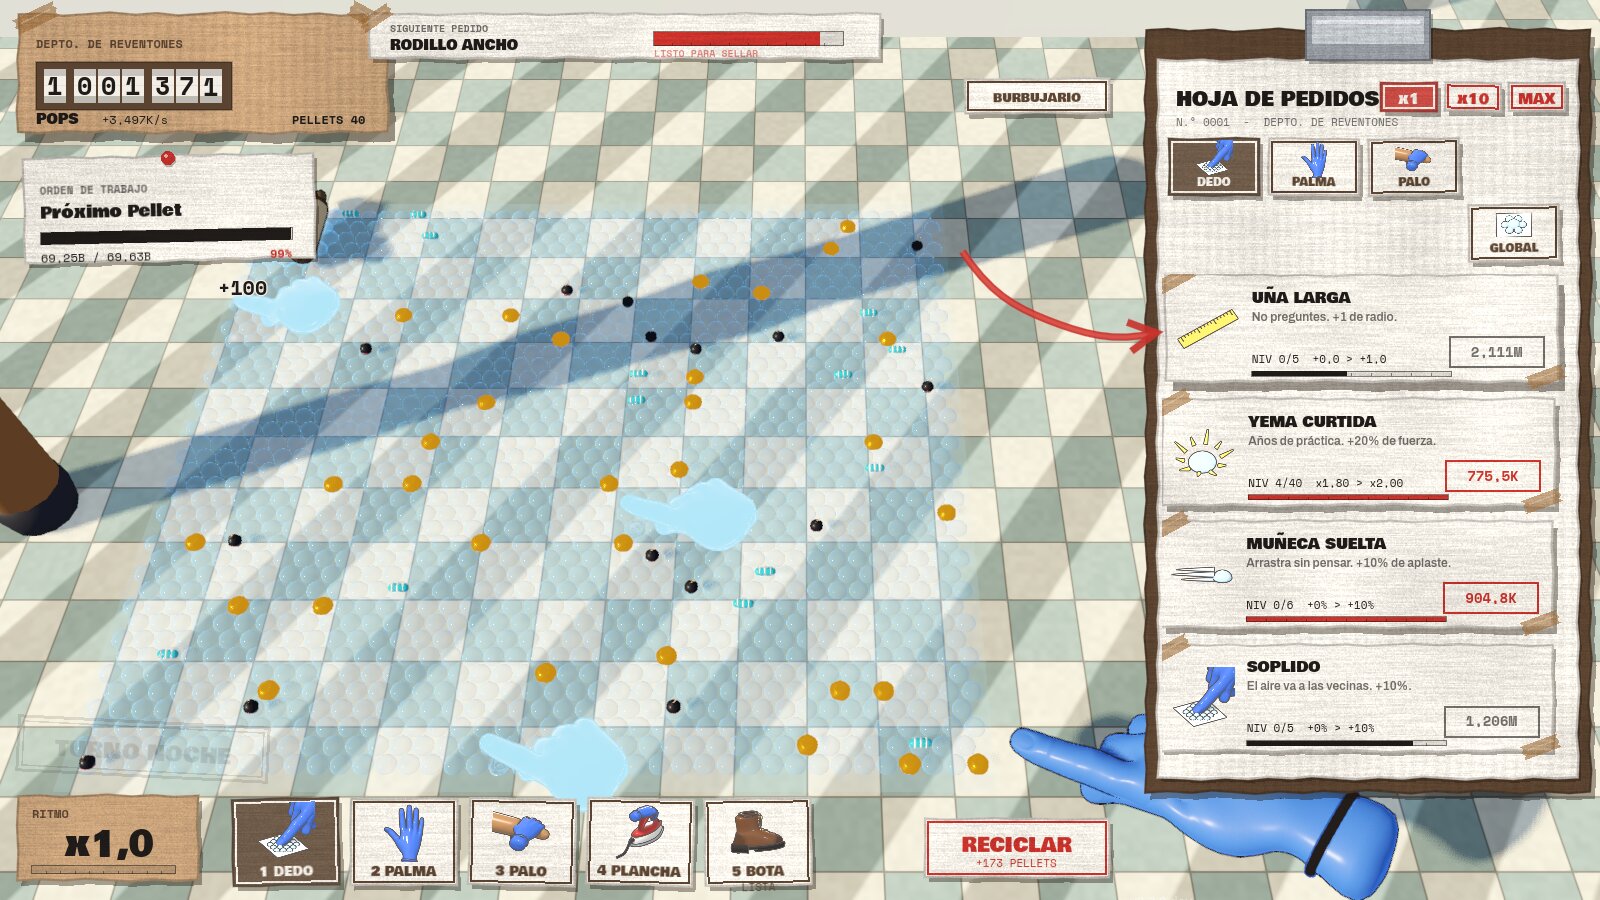 DEPTO. DE REVENTONES
1 001 371
POPS +3,497K/s PELLETS 40
SIGUIENTE PEDIDO
RODILLO ANCHO
LISTO PARA SELLAR
ORDEN DE TRABAJO
Próximo Pellet
69.25B / 69.63B 99%
+100
BURBUJARIO
HOJA DE PEDIDOS x1 x10 MAX
N.° 0001 - DEPTO. DE REVENTONES
DEDO PALMA PALO
GLOBAL
UÑA LARGA
No preguntes. +1 de radio.
NIV 0/5 +0,0 > +1,0
2,111M
YEMA CURTIDA
Años de práctica. +20% de fuerza.
NIV 4/40 x1,80 > x2,00
775,5K
MUÑECA SUELTA
Arrastra sin pensar. +10% de aplaste.
NIV 0/6 +0% > +10%
904,8K
SOPLIDO
El aire va a las vecinas. +10%.
NIV 0/5 +0% > +10%
1,206M
TURNO NOCHE
RITMO
x1,0
1 DEDO 2 PALMA 3 PALO 4 PLANCHA 5 BOTA
LISTA
RECICLAR
+173 PELLETS